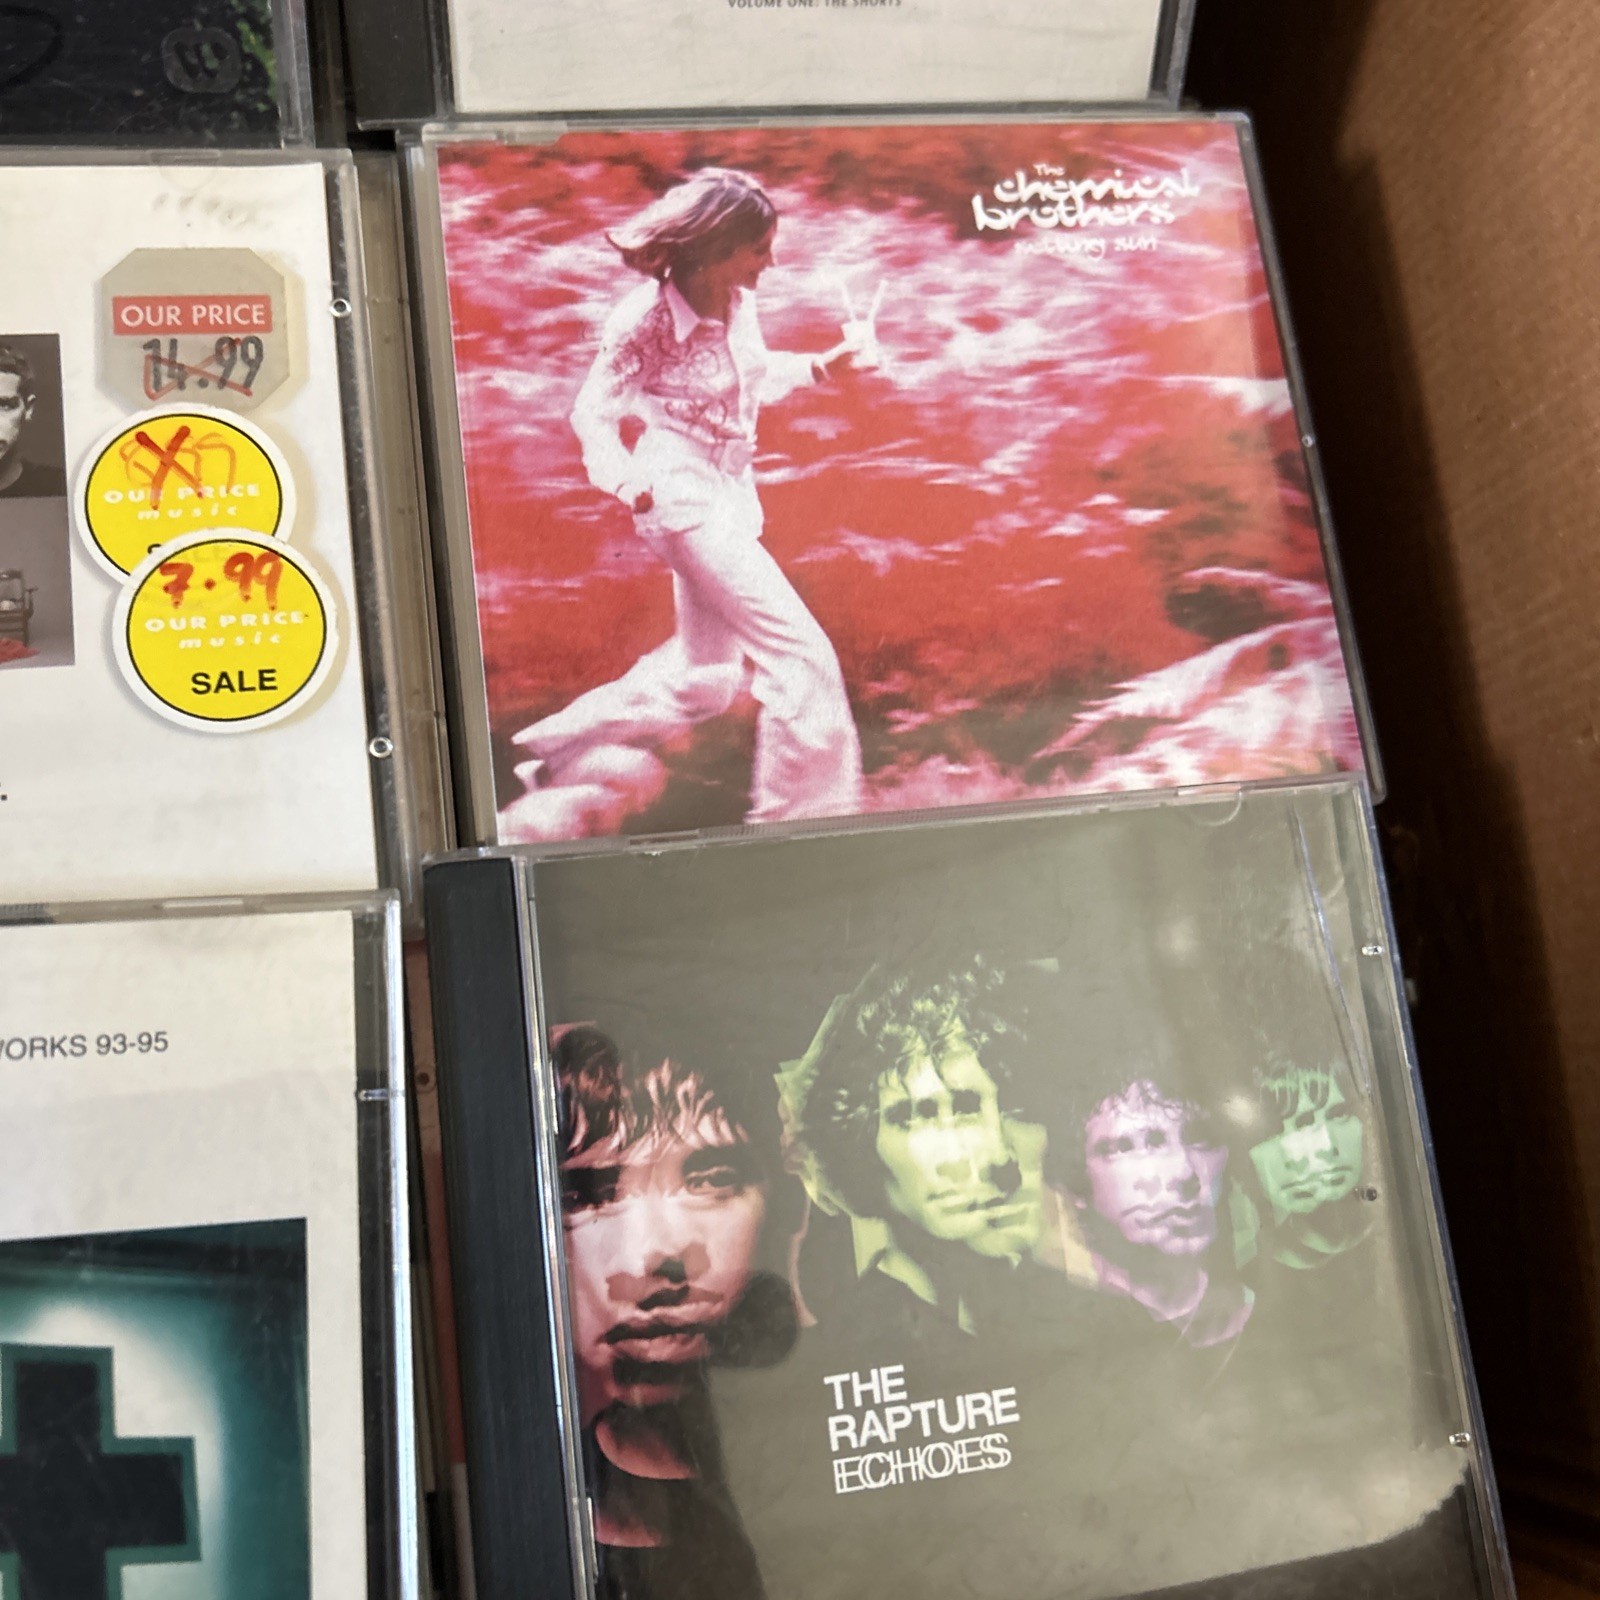 VOLUME ONE: THE SHORTS
The
chemical
brothers
setting sun
OUR PRICE
14.99
OUR PRICE
music
7.99
OUR PRICE
music
SALE
WORKS 93-95
THE
RAPTURE
ECHOES